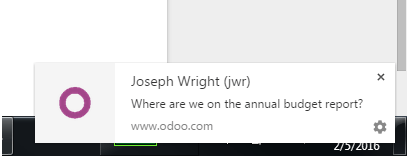 Joseph Wright (jwr)
Where are we on the annual budget report?
www.odoo.com
2/5/2016